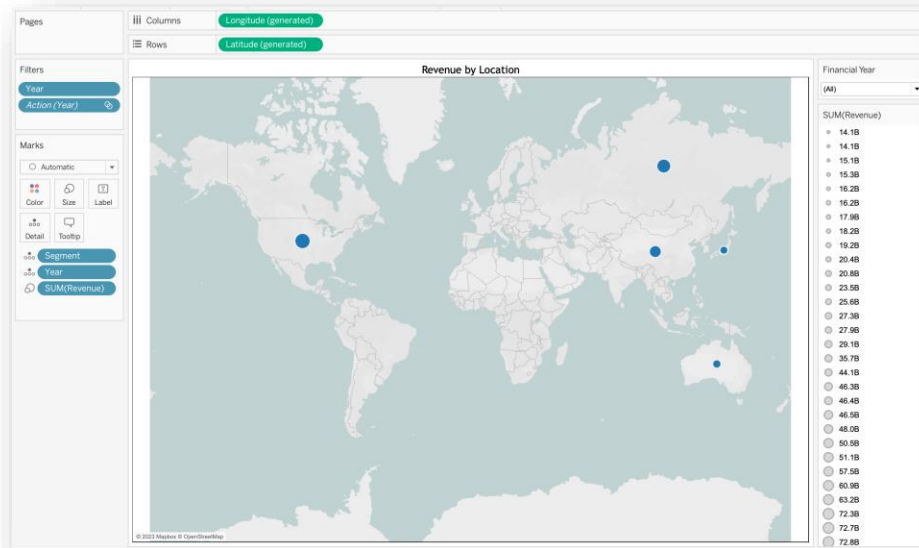 Pages
Columns
Longitude (generated)
Rows
Latitude (generated)
Filters
Year
Action (Year)
Marks
Automatic
Color
Size
Label
Detail
Tooltip
Segment
Year
SUM(Revenue)
Revenue by Location
© 2023 Mapbox © OpenStreetMap
Financial Year
(All)
SUM(Revenue)
14.1B
14.1B
15.1B
15.3B
16.2B
16.2B
17.9B
18.2B
19.2B
20.4B
20.8B
23.5B
25.6B
27.3B
27.9B
29.1B
35.7B
44.1B
46.3B
46.4B
46.5B
48.0B
50.5B
51.1B
57.5B
60.9B
63.2B
72.3B
72.7B
72.8B